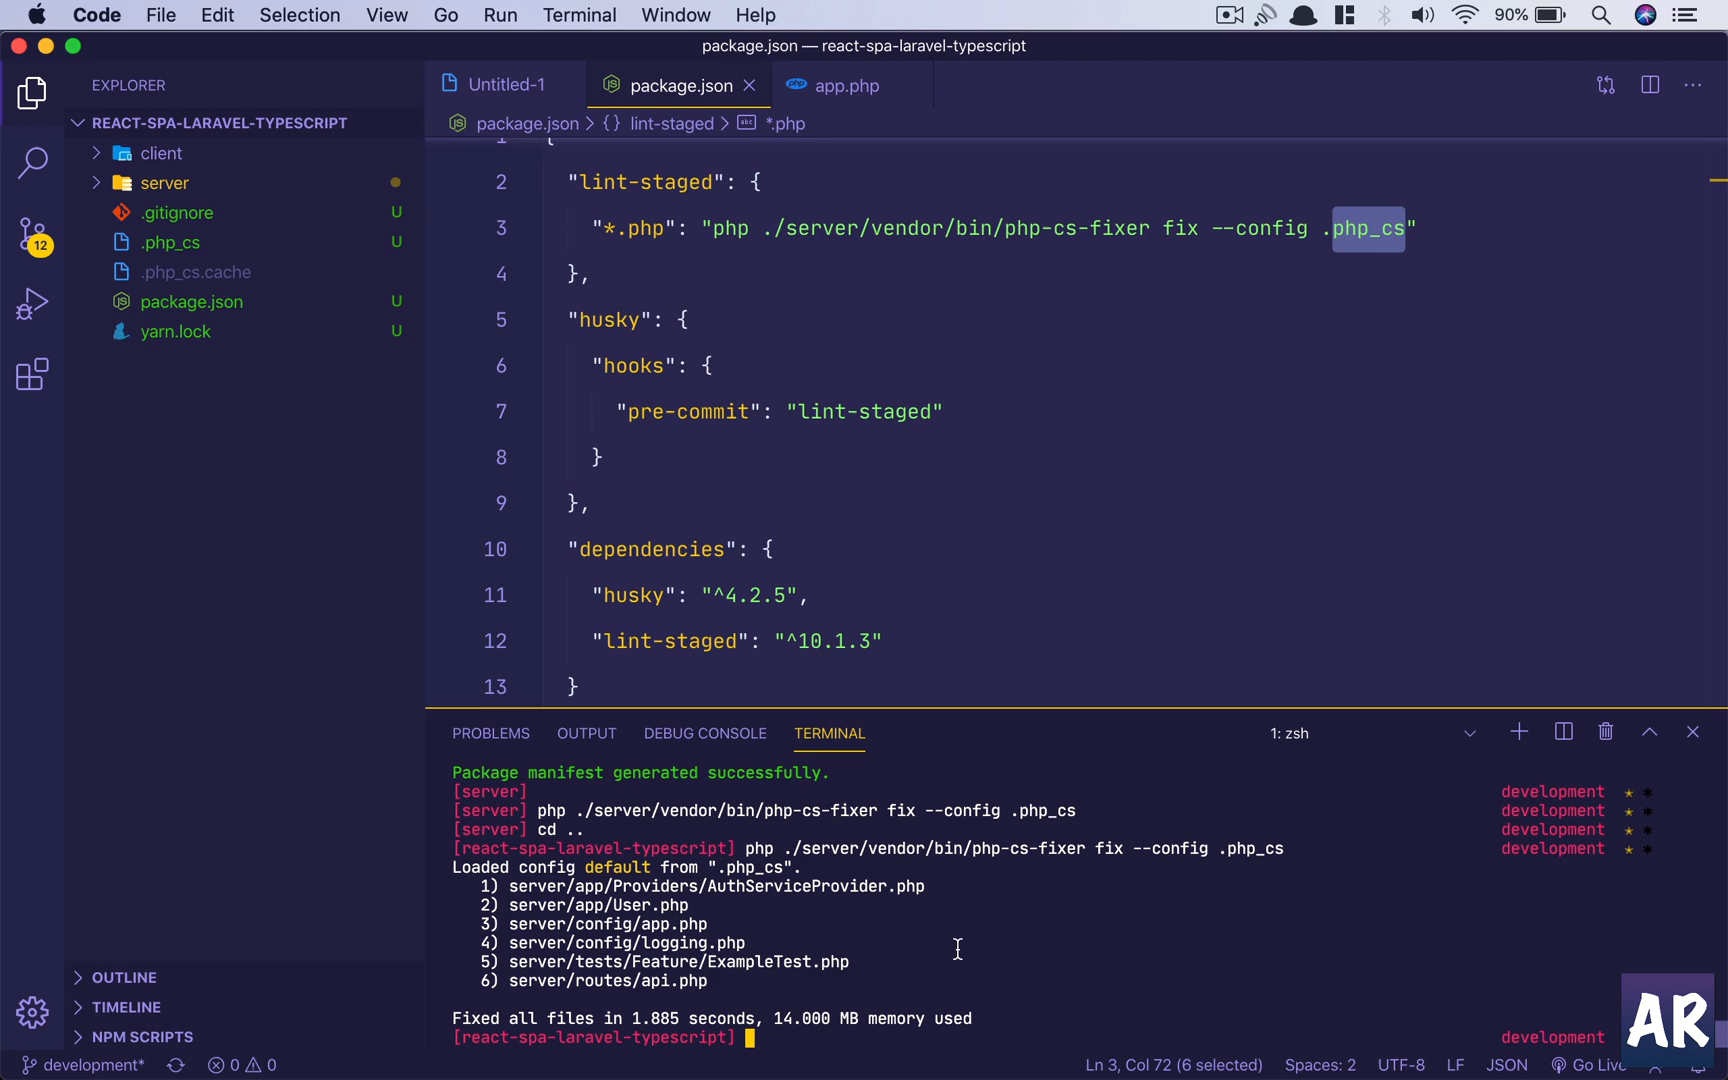 Code File Edit Selection View Go Run Terminal Window Help 90%
package.json — react-spa-laravel-typescript
EXPLORER
Untitled-1 package.json app.php
REACT-SPA-LARAVEL-TYPESCRIPT
package.json > {} lint-staged > abc *.php
client
server
.gitignore U
.php_cs U
.php_cs.cache
package.json U
yarn.lock U
12
1 {
2 "lint-staged": {
3 "*.php": "php ./server/vendor/bin/php-cs-fixer fix --config .php_cs"
4 },
5 "husky": {
6 "hooks": {
7 "pre-commit": "lint-staged"
8 }
9 },
10 "dependencies": {
11 "husky": "^4.2.5",
12 "lint-staged": "^10.1.3"
13 }
PROBLEMS OUTPUT DEBUG CONSOLE TERMINAL 1: zsh
Package manifest generated successfully.
[server] development
[server] php ./server/vendor/bin/php-cs-fixer fix --config .php_cs development
[server] cd .. development
[react-spa-laravel-typescript] php ./server/vendor/bin/php-cs-fixer fix --config .php_cs development
Loaded config default from ".php_cs".
1) server/app/Providers/AuthServiceProvider.php
2) server/app/User.php
3) server/config/app.php
4) server/config/logging.php
5) server/tests/Feature/ExampleTest.php
6) server/routes/api.php
Fixed all files in 1.885 seconds, 14.000 MB memory used
[react-spa-laravel-typescript] development
OUTLINE
TIMELINE
NPM SCRIPTS
AR
development* 0 0 Ln 3, Col 72 (6 selected) Spaces: 2 UTF-8 LF JSON Go Live